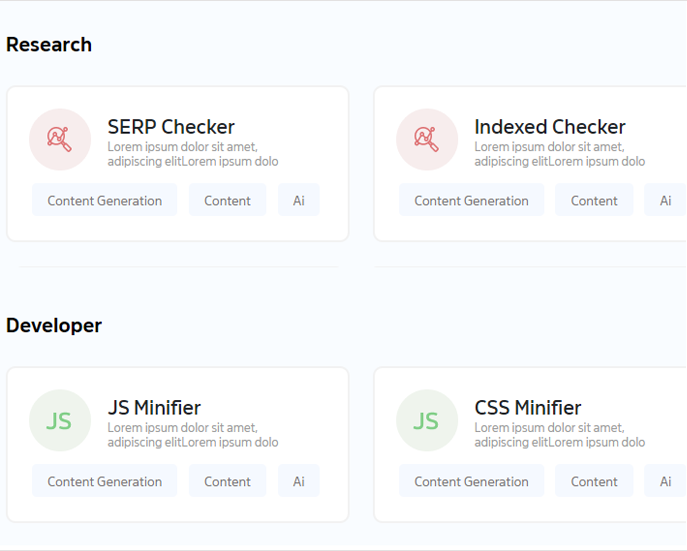 Research
SERP Checker
Lorem ipsum dolor sit amet,
adipiscing elitLorem ipsum dolo
Content Generation
Content
Ai
Indexed Checker
Lorem ipsum dolor sit amet,
adipiscing elitLorem ipsum dolo
Content Generation
Content
Ai
Developer
JS
JS Minifier
Lorem ipsum dolor sit amet,
adipiscing elitLorem ipsum dolo
Content Generation
Content
Ai
JS
CSS Minifier
Lorem ipsum dolor sit amet,
adipiscing elitLorem ipsum dolo
Content Generation
Content
Ai